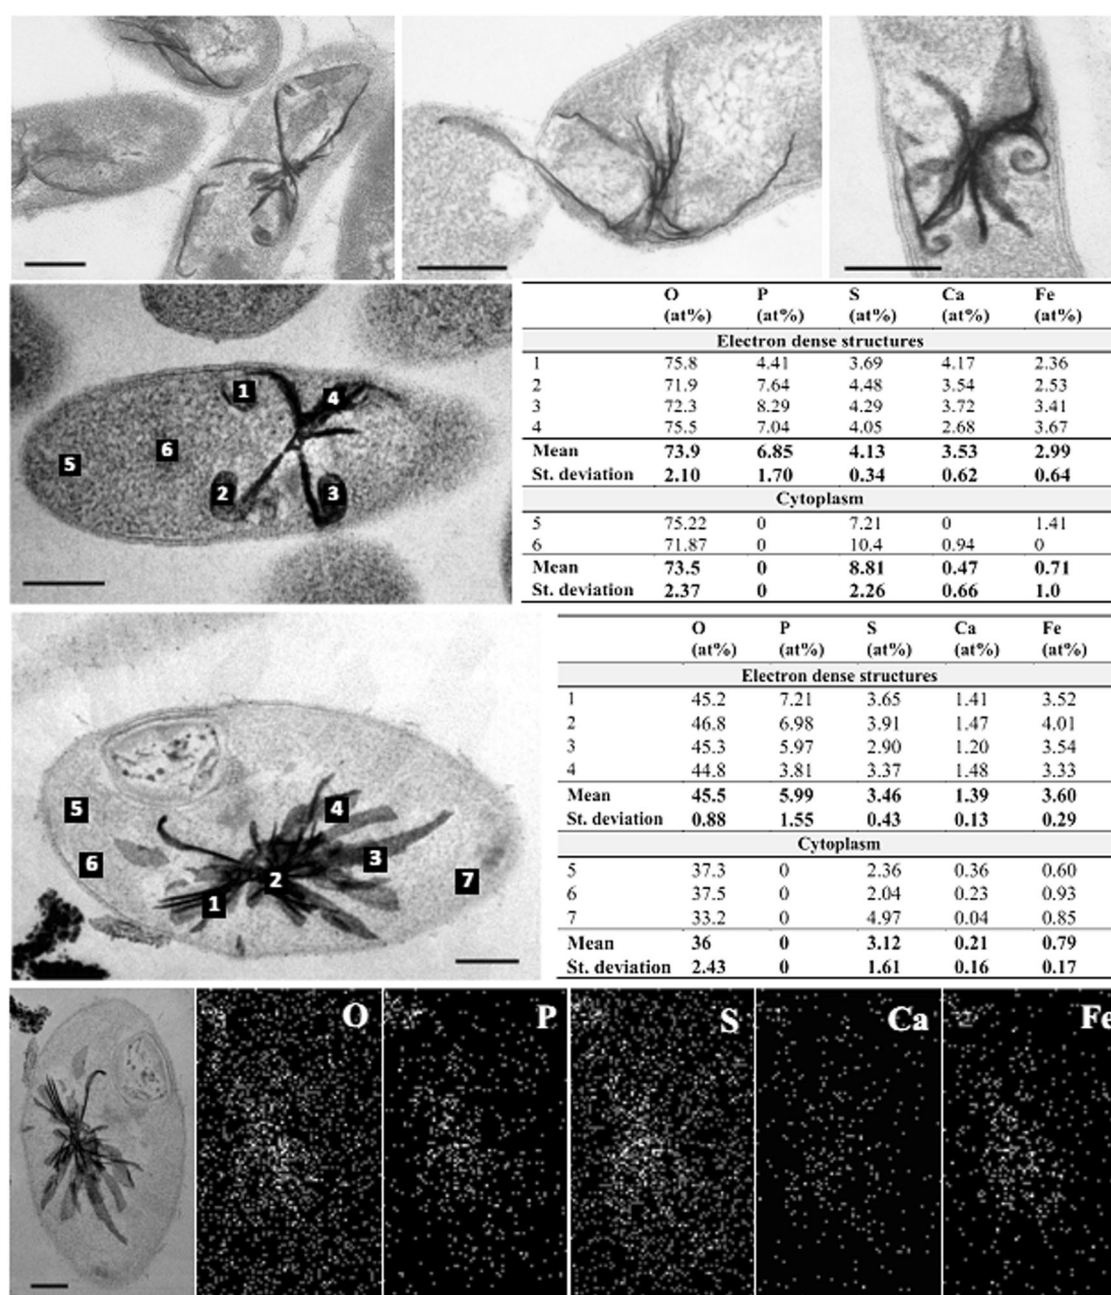 O P S Ca Fe
(at%) (at%) (at%) (at%) (at%)
Electron dense structures
1 75.8 4.41 3.69 4.17 2.36
2 71.9 7.64 4.48 3.54 2.53
3 72.3 8.29 4.29 3.72 3.41
4 75.5 7.04 4.05 2.68 3.67
Mean 73.9 6.85 4.13 3.53 2.99
St. deviation 2.10 1.70 0.34 0.62 0.64
Cytoplasm
5 75.22 0 7.21 0 1.41
6 71.87 0 10.4 0.94 0
Mean 73.5 0 8.81 0.47 0.71
St. deviation 2.37 0 2.26 0.66 1.0
1
4
6
5
2 3
O P S Ca Fe
(at%) (at%) (at%) (at%) (at%)
Electron dense structures
1 45.2 7.21 3.65 1.41 3.52
2 46.8 6.98 3.91 1.47 4.01
3 45.3 5.97 2.90 1.20 3.54
4 44.8 3.81 3.37 1.48 3.33
Mean 45.5 5.99 3.46 1.39 3.60
St. deviation 0.88 1.55 0.43 0.13 0.29
Cytoplasm
5 37.3 0 2.36 0.36 0.60
6 37.5 0 2.04 0.23 0.93
7 33.2 0 4.97 0.04 0.85
Mean 36 0 3.12 0.21 0.79
St. deviation 2.43 0 1.61 0.16 0.17
5 4
6 3
2 7
1
O P S Ca Fe